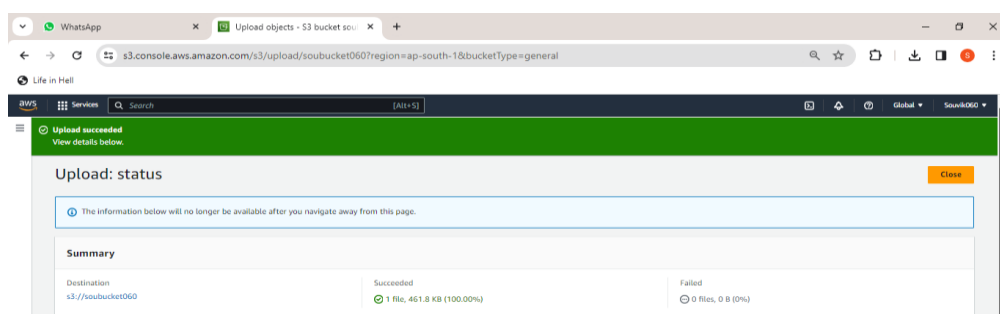 WhatsApp
Upload objects - S3 bucket sou
s3.console.aws.amazon.com/s3/upload/soubucket060?region=ap-south-1&bucketType=general
S
Life in Hell
aws
Services
Search
[Alt+S]
Global
Souvik060
Upload succeeded
View details below.
Upload: status
Close
The information below will no longer be available after you navigate away from this page.
Summary
Destination
s3://soubucket060
Succeeded
1 file, 461.8 KB (100.00%)
Failed
0 files, 0 B (0%)